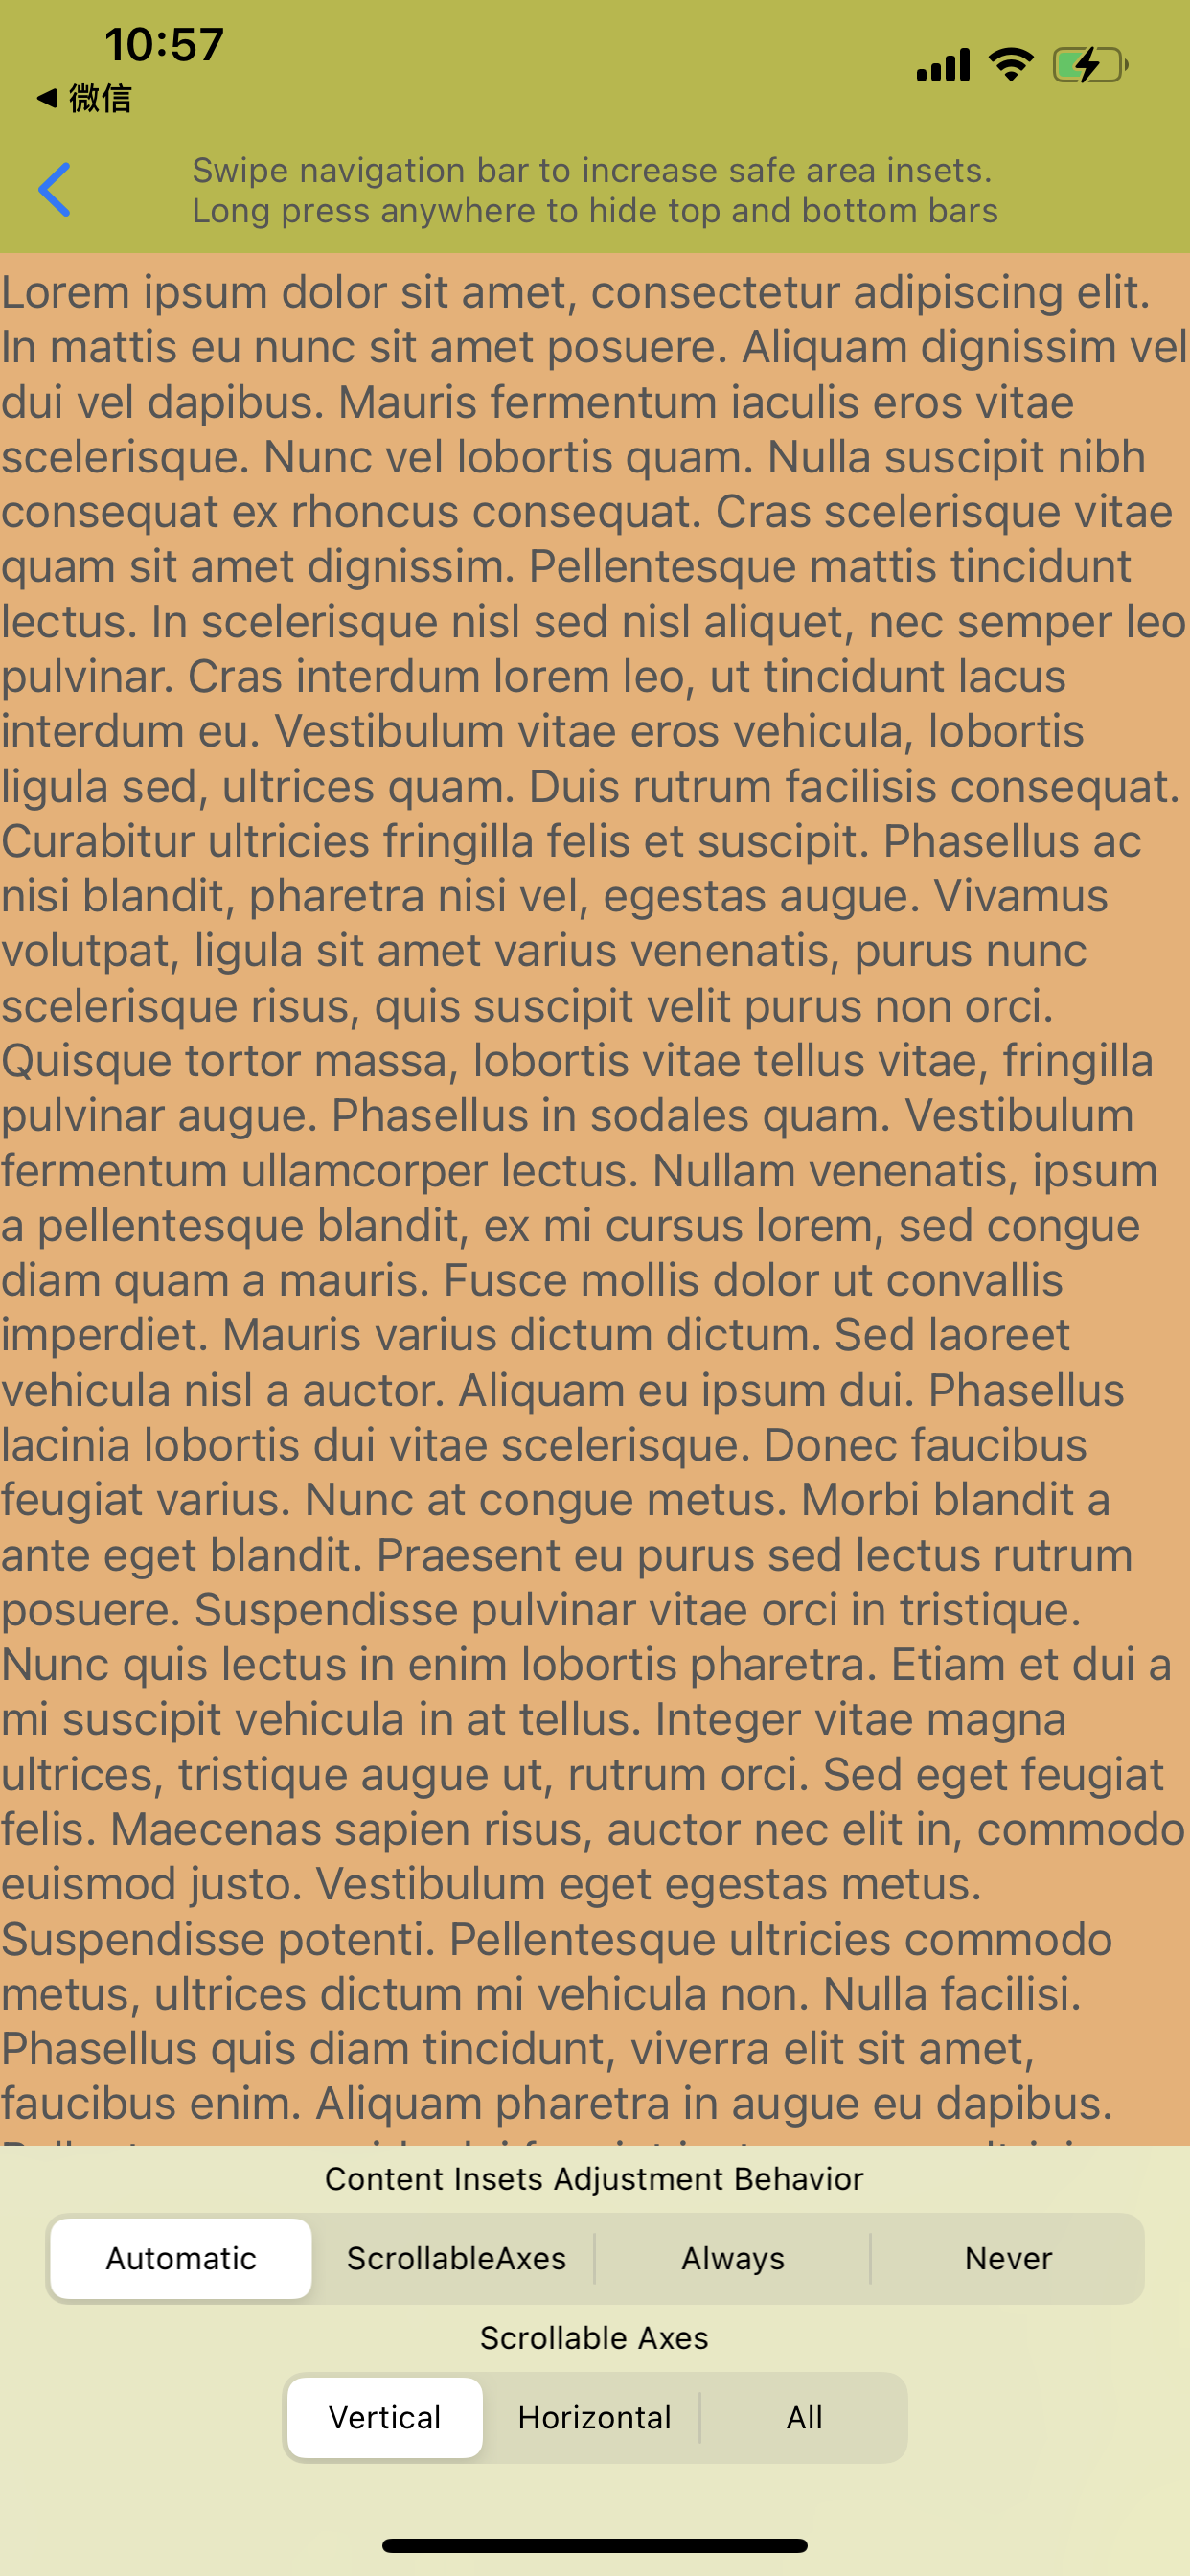 10:57
微信
Swipe navigation bar to increase safe area insets.
Long press anywhere to hide top and bottom bars
Lorem ipsum dolor sit amet, consectetur adipiscing elit.
In mattis eu nunc sit amet posuere. Aliquam dignissim vel
dui vel dapibus. Mauris fermentum iaculis eros vitae
scelerisque. Nunc vel lobortis quam. Nulla suscipit nibh
consequat ex rhoncus consequat. Cras scelerisque vitae
quam sit amet dignissim. Pellentesque mattis tincidunt
lectus. In scelerisque nisl sed nisl aliquet, nec semper leo
pulvinar. Cras interdum lorem leo, ut tincidunt lacus
interdum eu. Vestibulum vitae eros vehicula, lobortis
ligula sed, ultrices quam. Duis rutrum facilisis consequat.
Curabitur ultricies fringilla felis et suscipit. Phasellus ac
nisi blandit, pharetra nisi vel, egestas augue. Vivamus
volutpat, ligula sit amet varius venenatis, purus nunc
scelerisque risus, quis suscipit velit purus non orci.
Quisque tortor massa, lobortis vitae tellus vitae, fringilla
pulvinar augue. Phasellus in sodales quam. Vestibulum
fermentum ullamcorper lectus. Nullam venenatis, ipsum
a pellentesque blandit, ex mi cursus lorem, sed congue
diam quam a mauris. Fusce mollis dolor ut convallis
imperdiet. Mauris varius dictum dictum. Sed laoreet
vehicula nisl a auctor. Aliquam eu ipsum dui. Phasellus
lacinia lobortis dui vitae scelerisque. Donec faucibus
feugiat varius. Nunc at congue metus. Morbi blandit a
ante eget blandit. Praesent eu purus sed lectus rutrum
posuere. Suspendisse pulvinar vitae orci in tristique.
Nunc quis lectus in enim lobortis pharetra. Etiam et dui a
mi suscipit vehicula in at tellus. Integer vitae magna
ultrices, tristique augue ut, rutrum orci. Sed eget feugiat
felis. Maecenas sapien risus, auctor nec elit in, commodo
euismod justo. Vestibulum eget egestas metus.
Suspendisse potenti. Pellentesque ultricies commodo
metus, ultrices dictum mi vehicula non. Nulla facilisi.
Phasellus quis diam tincidunt, viverra elit sit amet,
faucibus enim. Aliquam pharetra in augue eu dapibus.
Content Insets Adjustment Behavior
Automatic ScrollableAxes Always Never
Scrollable Axes
Vertical Horizontal All